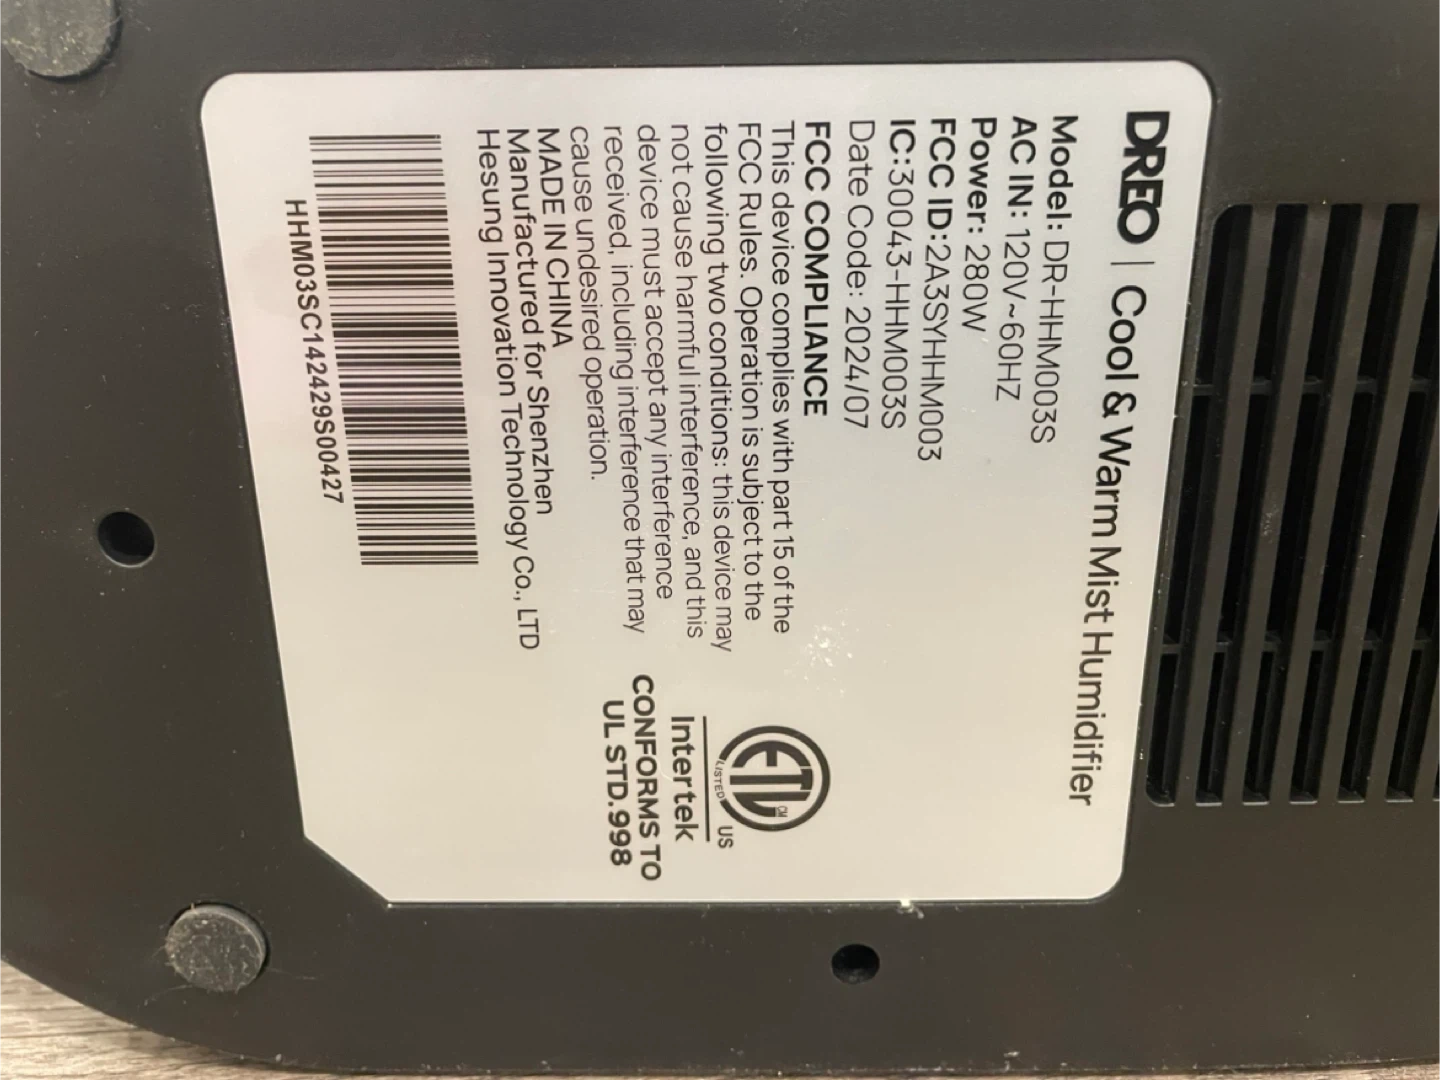 DREO | Cool & Warm Mist Humidifier
Model: DR-HHM003S
AC IN: 120V~60HZ
Power: 280W
FCC ID:2A3SYHHM003
IC:30043-HHM003S
Date Code: 2024/07
FCC COMPLIANCE
This device complies with part 15 of the
FCC Rules. Operation is subject to the
following two conditions: this device may
not cause harmful interference, and this
device must accept any interference
received, including interference that may
cause undesired operation.
MADE IN CHINA
Manufactured for Shenzhen
Hesung Innovation Technology Co., LTD
HHM03SC142429S00427
ETL CM
LISTED US
Intertek
CONFORMS TO
UL STD.998